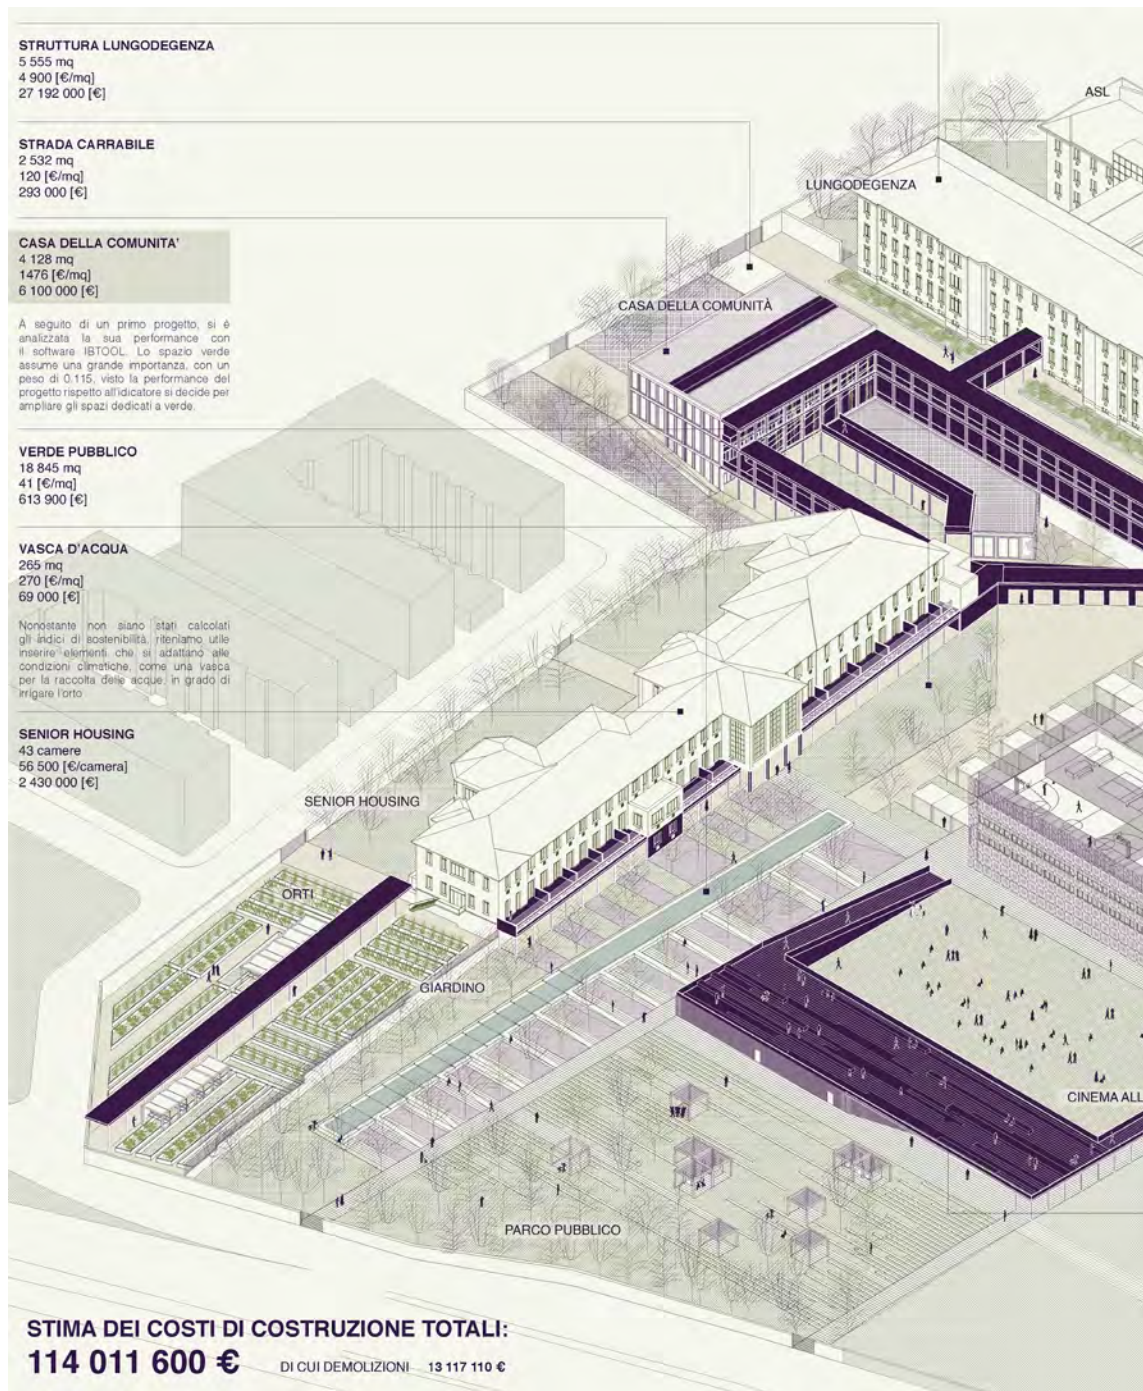 STRUTTURA LUNGODEGENZA
5 555 mq
4 900 [€/mq]
27 192 000 [€]
STRADA CARRABILE
2 532 mq
120 [€/mq]
293 000 [€]
CASA DELLA COMUNITA'
4 128 mq
1476 [€/mq]
6 100 000 [€]
A seguito di un primo progetto, si è
analizzata la sua performance con
il software IBTOOL. Lo spazio verde
assume una grande importanza, con un
peso di 0.115, visto la performance del
progetto rispetto all'idicatore si decide per
ampliare gli spazi dedicati a verde.
VERDE PUBBLICO
18 845 mq
41 [€/mq]
613 900 [€]
VASCA D'ACQUA
265 mq
270 [€/mq]
69 000 [€]
Nonostante non siano stati calcolati
gli indici di sostenibilità, riteniamo utile
inserire elementi che si adattano alle
condizioni climatiche, come una vasca
per la raccolta delle acque, in grado di
irrigare l'orto
SENIOR HOUSING
43 camere
56 500 [€/camera]
2 430 000 [€]
ASL
LUNGODEGENZA
CASA DELLA COMUNITÀ
SENIOR HOUSING
ORTI
GIARDINO
CINEMA ALL
PARCO PUBBLICO
STIMA DEI COSTI DI COSTRUZIONE TOTALI:
114 011 600 € DI CUI DEMOLIZIONI 13 117 110 €